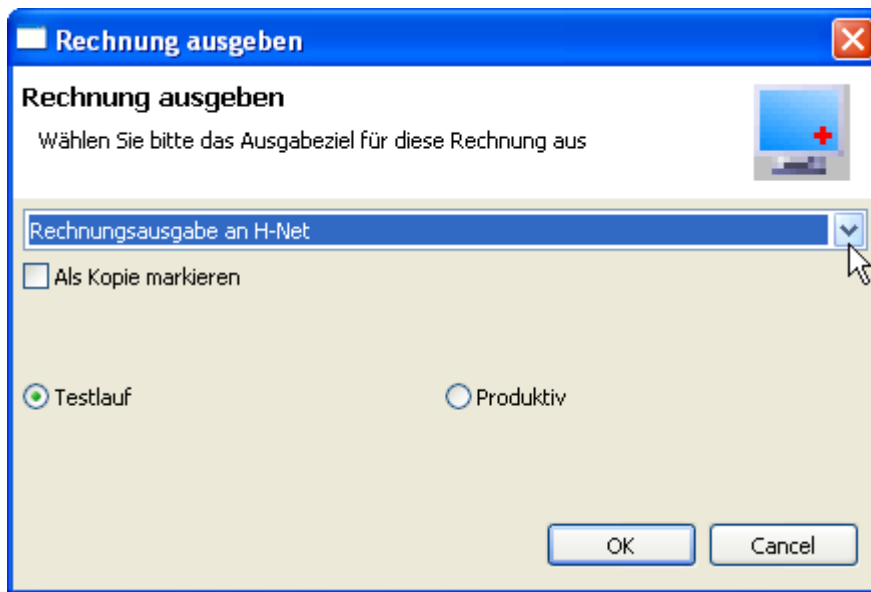 Rechnung ausgeben
Rechnung ausgeben
Wählen Sie bitte das Ausgabeziel für diese Rechnung aus
Rechnungsausgabe an H-Net
Als Kopie markieren
Testlauf Produktiv
OK Cancel